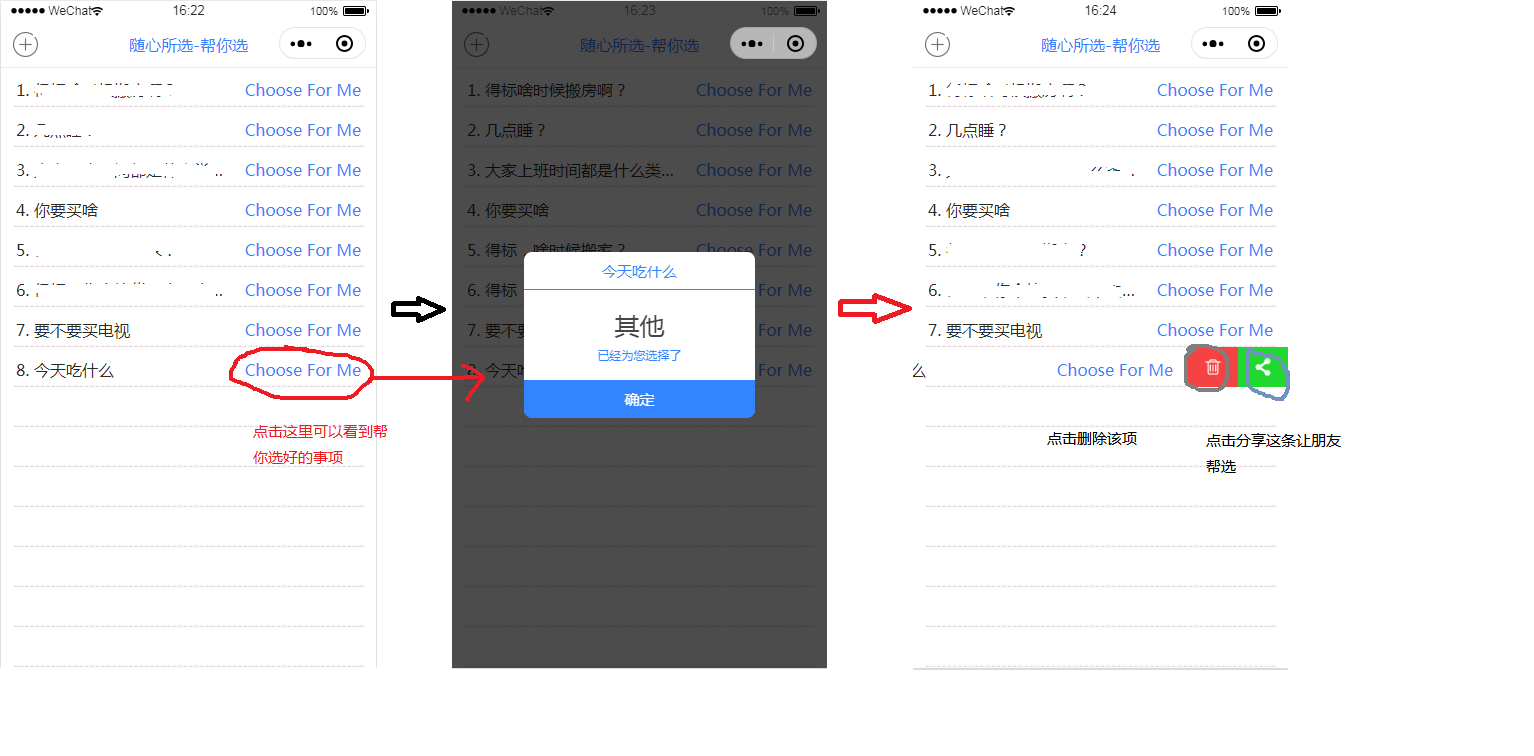 WeChat 16:22 100%
随心所选-帮你选
1. Choose For Me
2. Choose For Me
3. Choose For Me
4. 你要买啥 Choose For Me
5. Choose For Me
6. Choose For Me
7. 要不要买电视 Choose For Me
8. 今天吃什么 Choose For Me
点击这里可以看到帮
你选好的事项
WeChat 16:23 100%
随心所选-帮你选
1. 得标啥时候搬房啊？ Choose For Me
2. 几点睡？ Choose For Me
3. 大家上班时间都是什么类... Choose For Me
4. 你要买啥 Choose For Me
5. 得标 啥时候搬家？ Choose For Me
6. 得标 For Me
7. 要不 For Me
8. 今天 For Me
今天吃什么
其他
已经为您选择了
确定
WeChat 16:24 100%
随心所选-帮你选
1. Choose For Me
2. 几点睡？ Choose For Me
3. Choose For Me
4. 你要买啥 Choose For Me
5. ? Choose For Me
6. ... Choose For Me
7. 要不要买电视 Choose For Me
么 Choose For Me
点击删除该项
点击分享这条让朋友
帮选